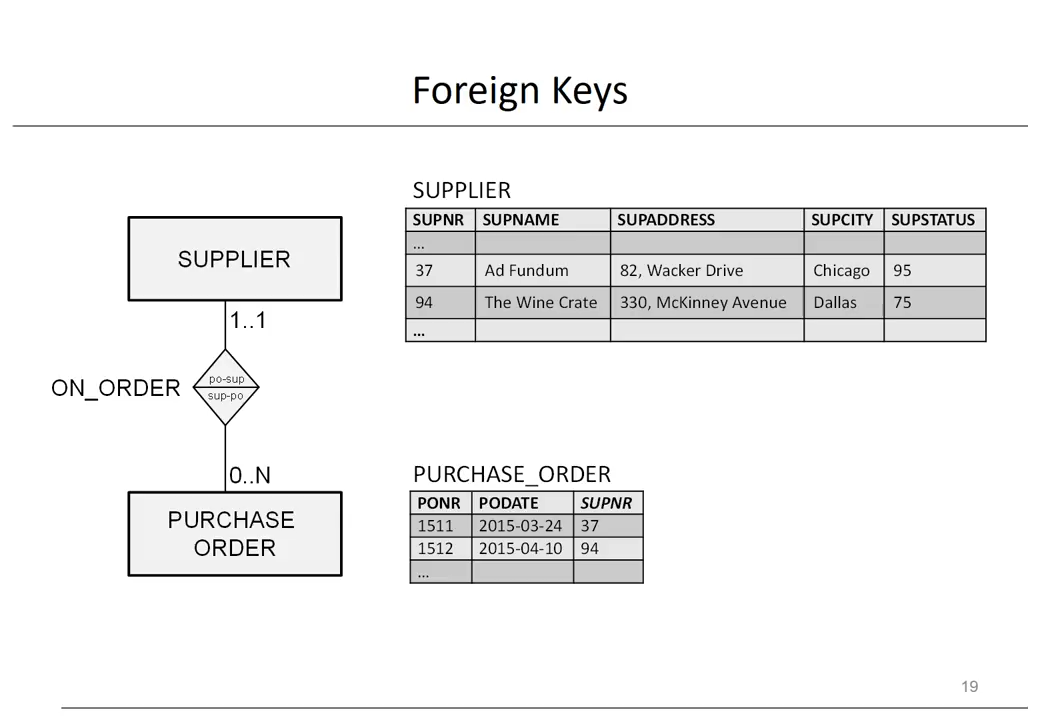 Foreign Keys
SUPPLIER
1..1
ON_ORDER
po-sup
sup-po
0..N
PURCHASE
ORDER
SUPPLIER
SUPNR SUPNAME SUPADDRESS SUPCITY SUPSTATUS
...
37 Ad Fundum 82, Wacker Drive Chicago 95
94 The Wine Crate 330, McKinney Avenue Dallas 75
...
PURCHASE_ORDER
PONR PODATE SUPNR
1511 2015-03-24 37
1512 2015-04-10 94
...
19